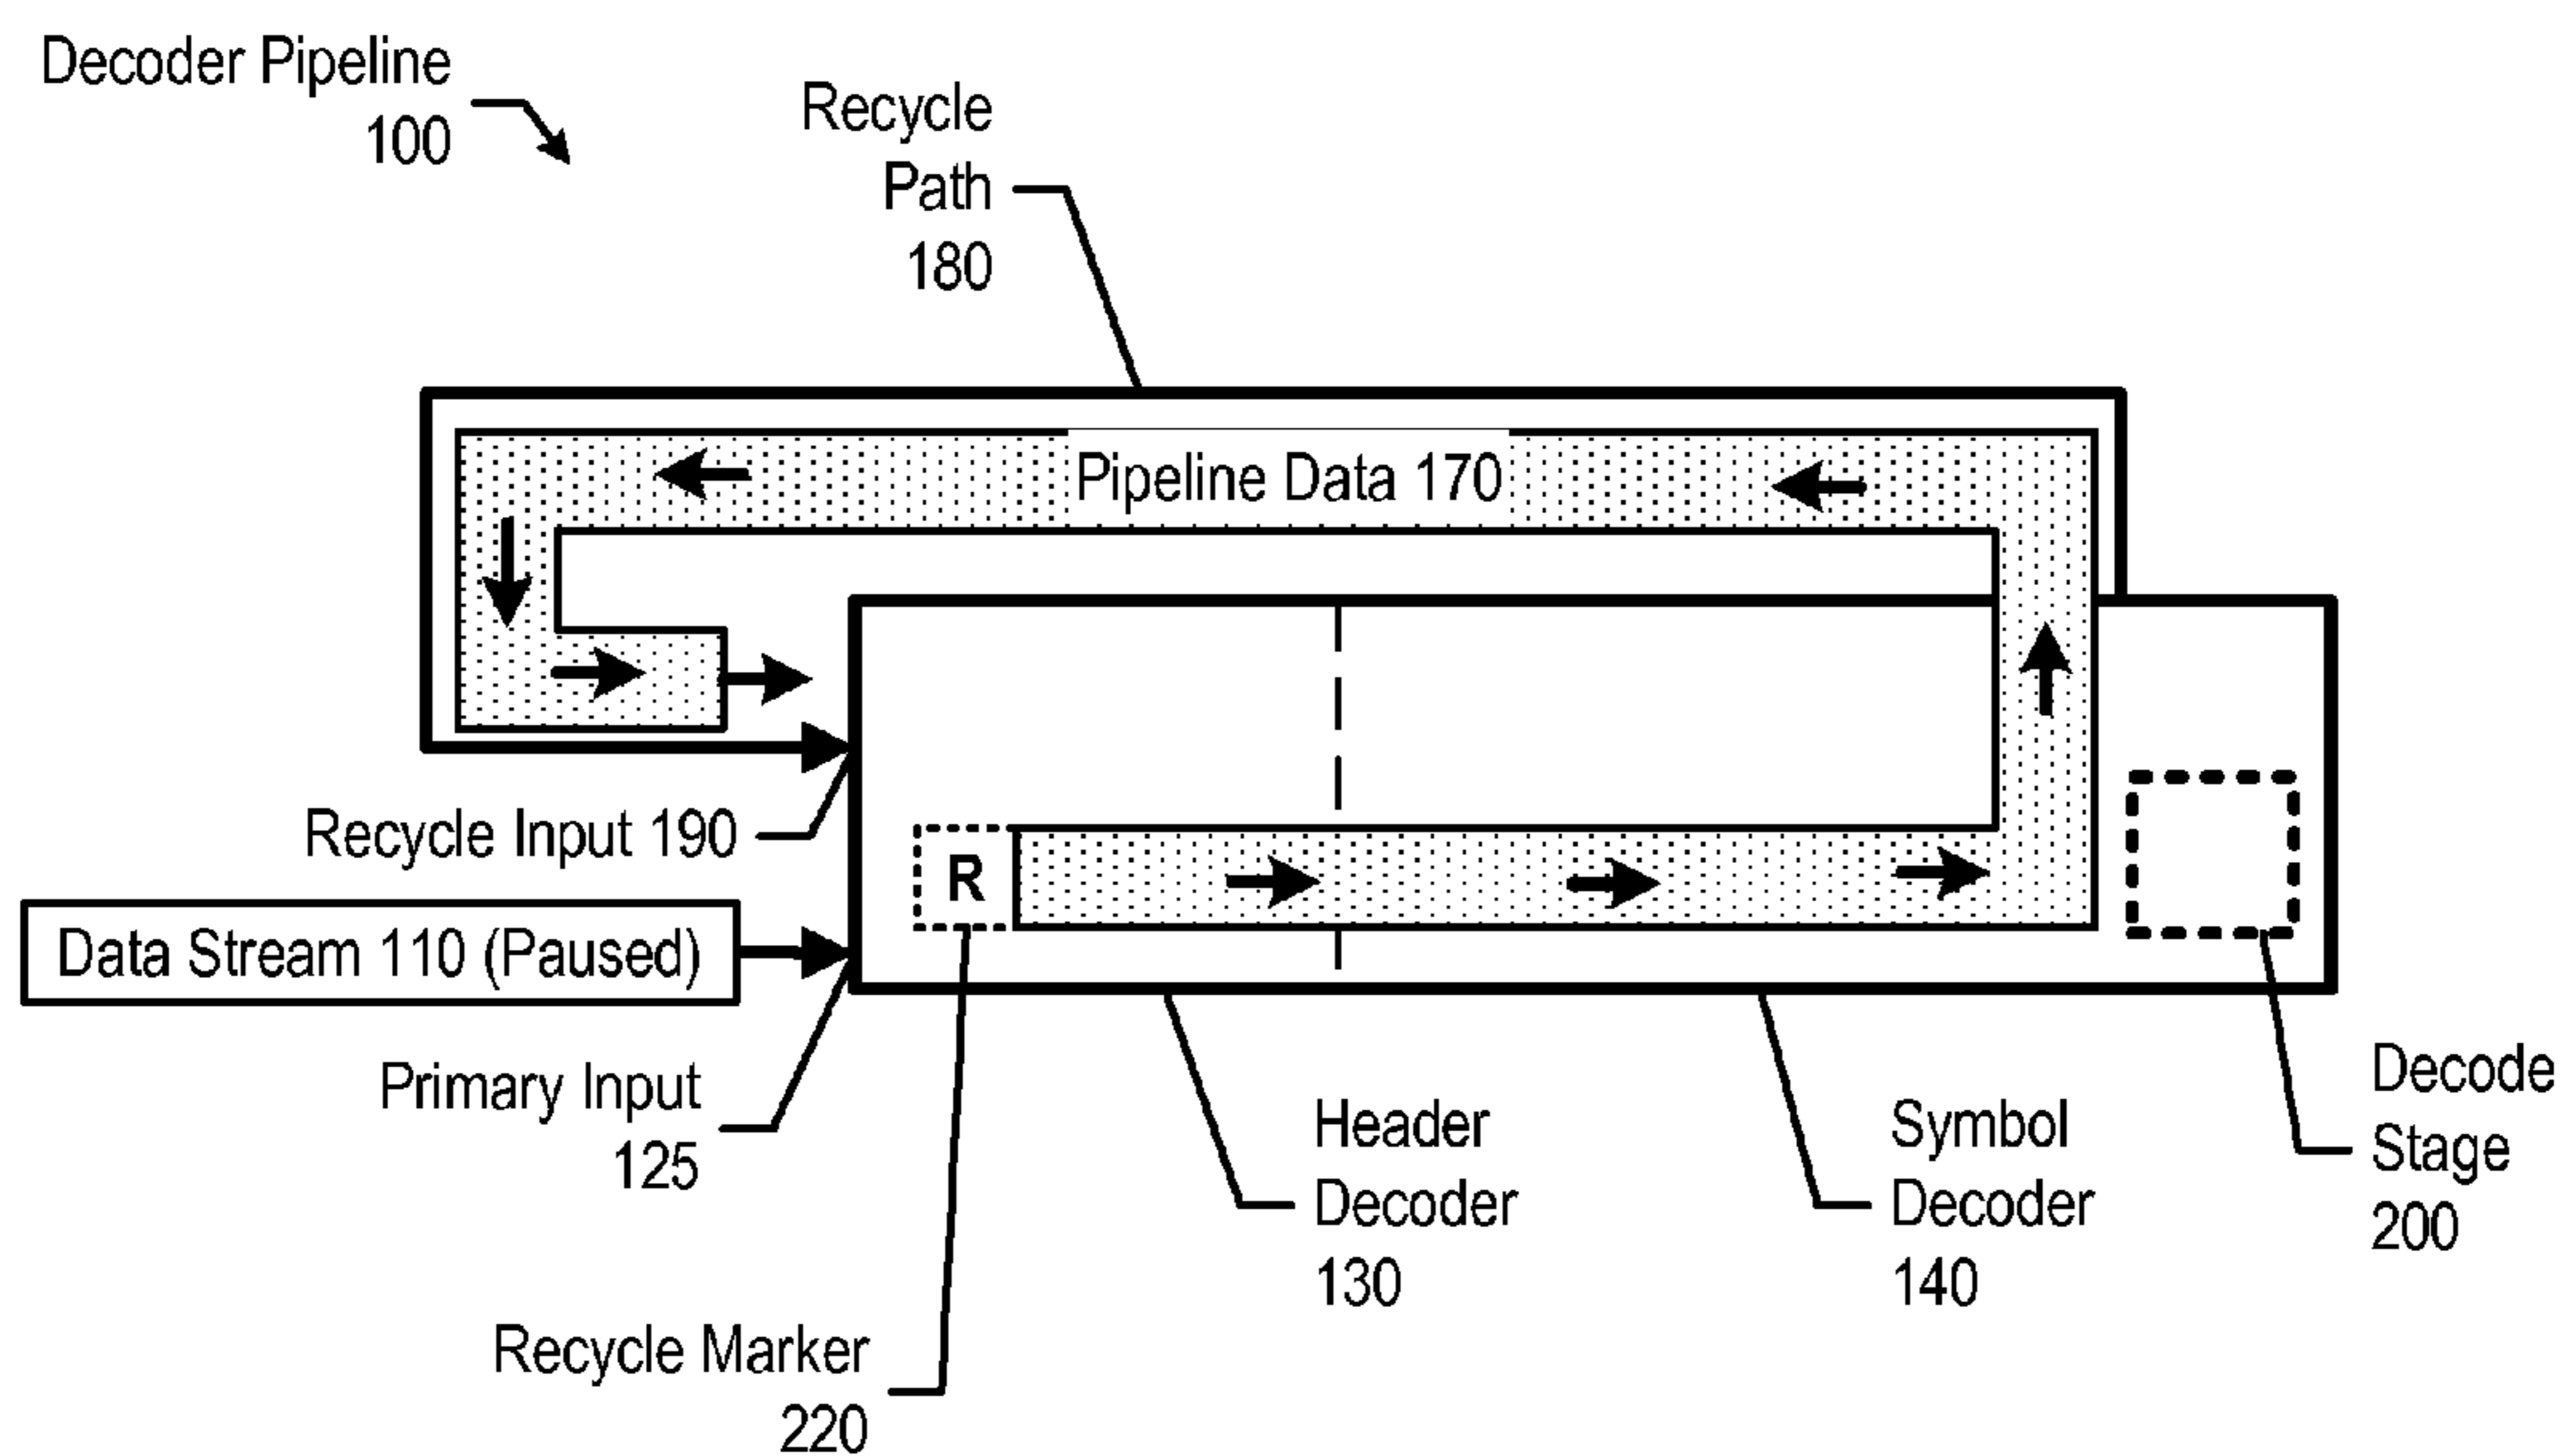 Decoder Pipeline
100
Recycle
Path
180
Pipeline Data 170
Recycle Input 190
R
Data Stream 110 (Paused)
Primary Input
125
Header
Decoder
130
Symbol
Decoder
140
Decode
Stage
200
Recycle Marker
220